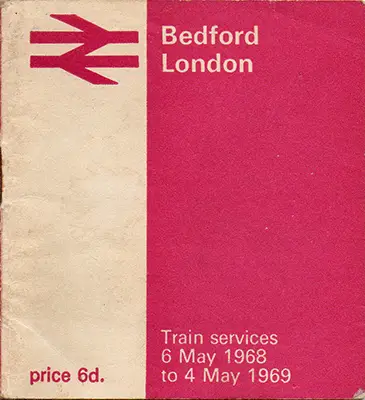 Bedford
London
Train services
6 May 1968
price 6d.
to 4 May 1969